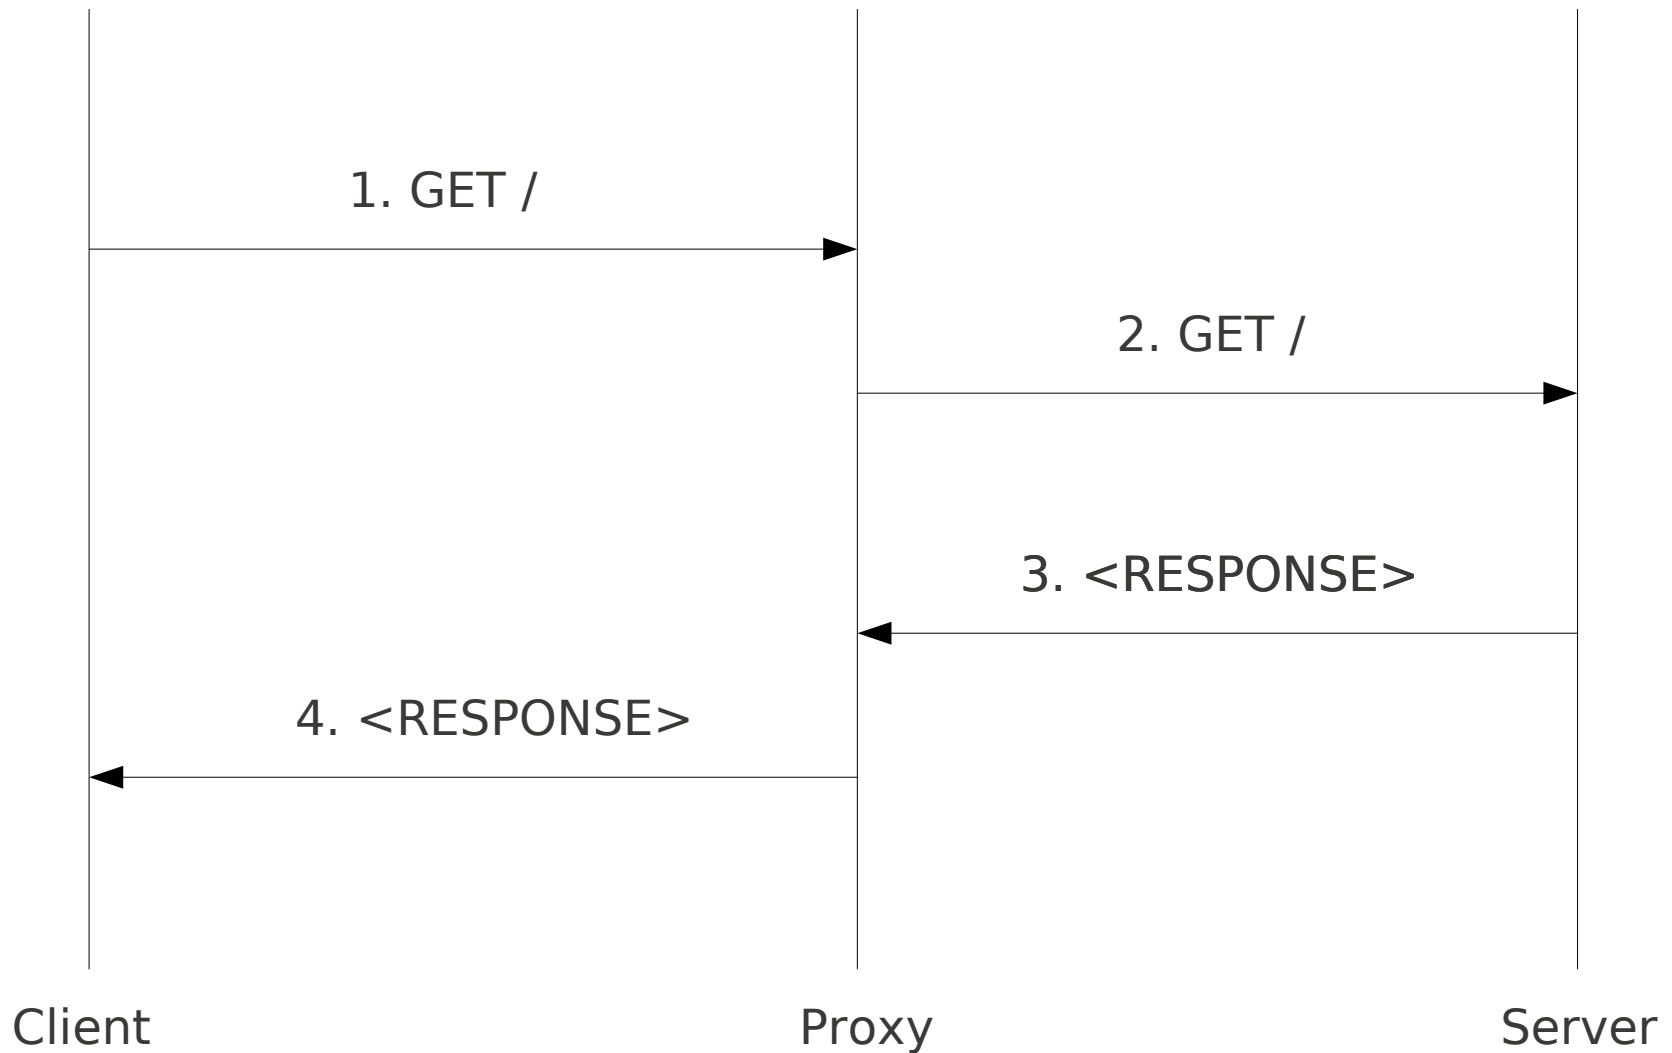 1. GET /
2. GET /
3. <RESPONSE>
4. <RESPONSE>
Client
Proxy
Server